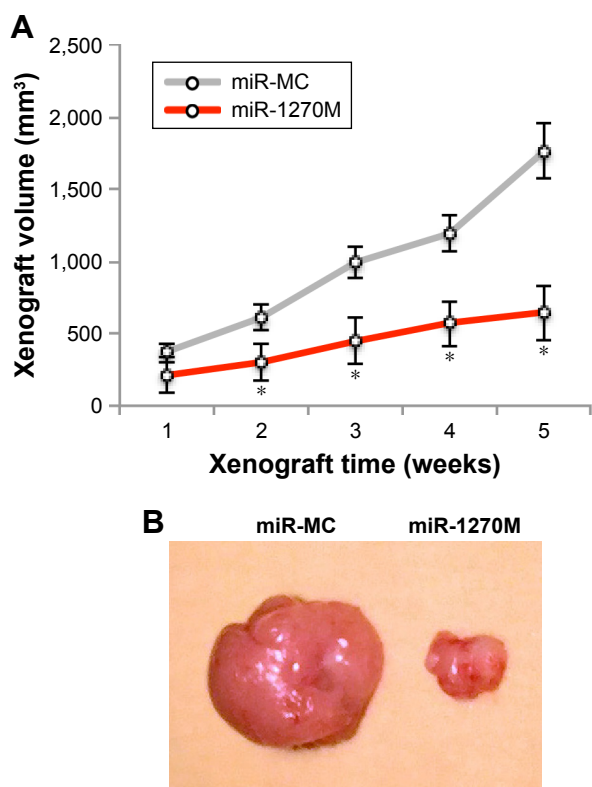 A
Xenograft volume (mm³)
2,500
2,000
1,500
1,000
500
0
miR-MC
miR-1270M
*
*
*
*
1 2 3 4 5
Xenograft time (weeks)
B
miR-MC miR-1270M